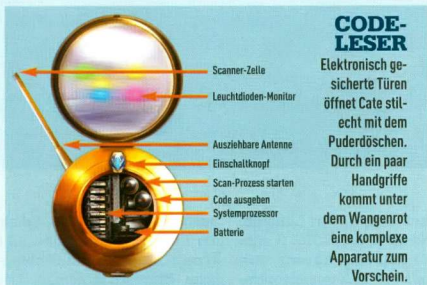 Scanner-Zelle
Leuchtdioden-Monitor
Ausziehbare Antenne
Einschaltknopf
Scan-Prozess starten
Code ausgeben
Systemprozessor
Batterie
CODE-
LESER
Elektronisch ge-
sicherte Türen
öffnet Cate stil-
echt mit dem
Puderdöschen.
Durch ein paar
Handgriffe
kommt unter
dem Wangenrot
eine komplexe
Apparatur zum
Vorschein.